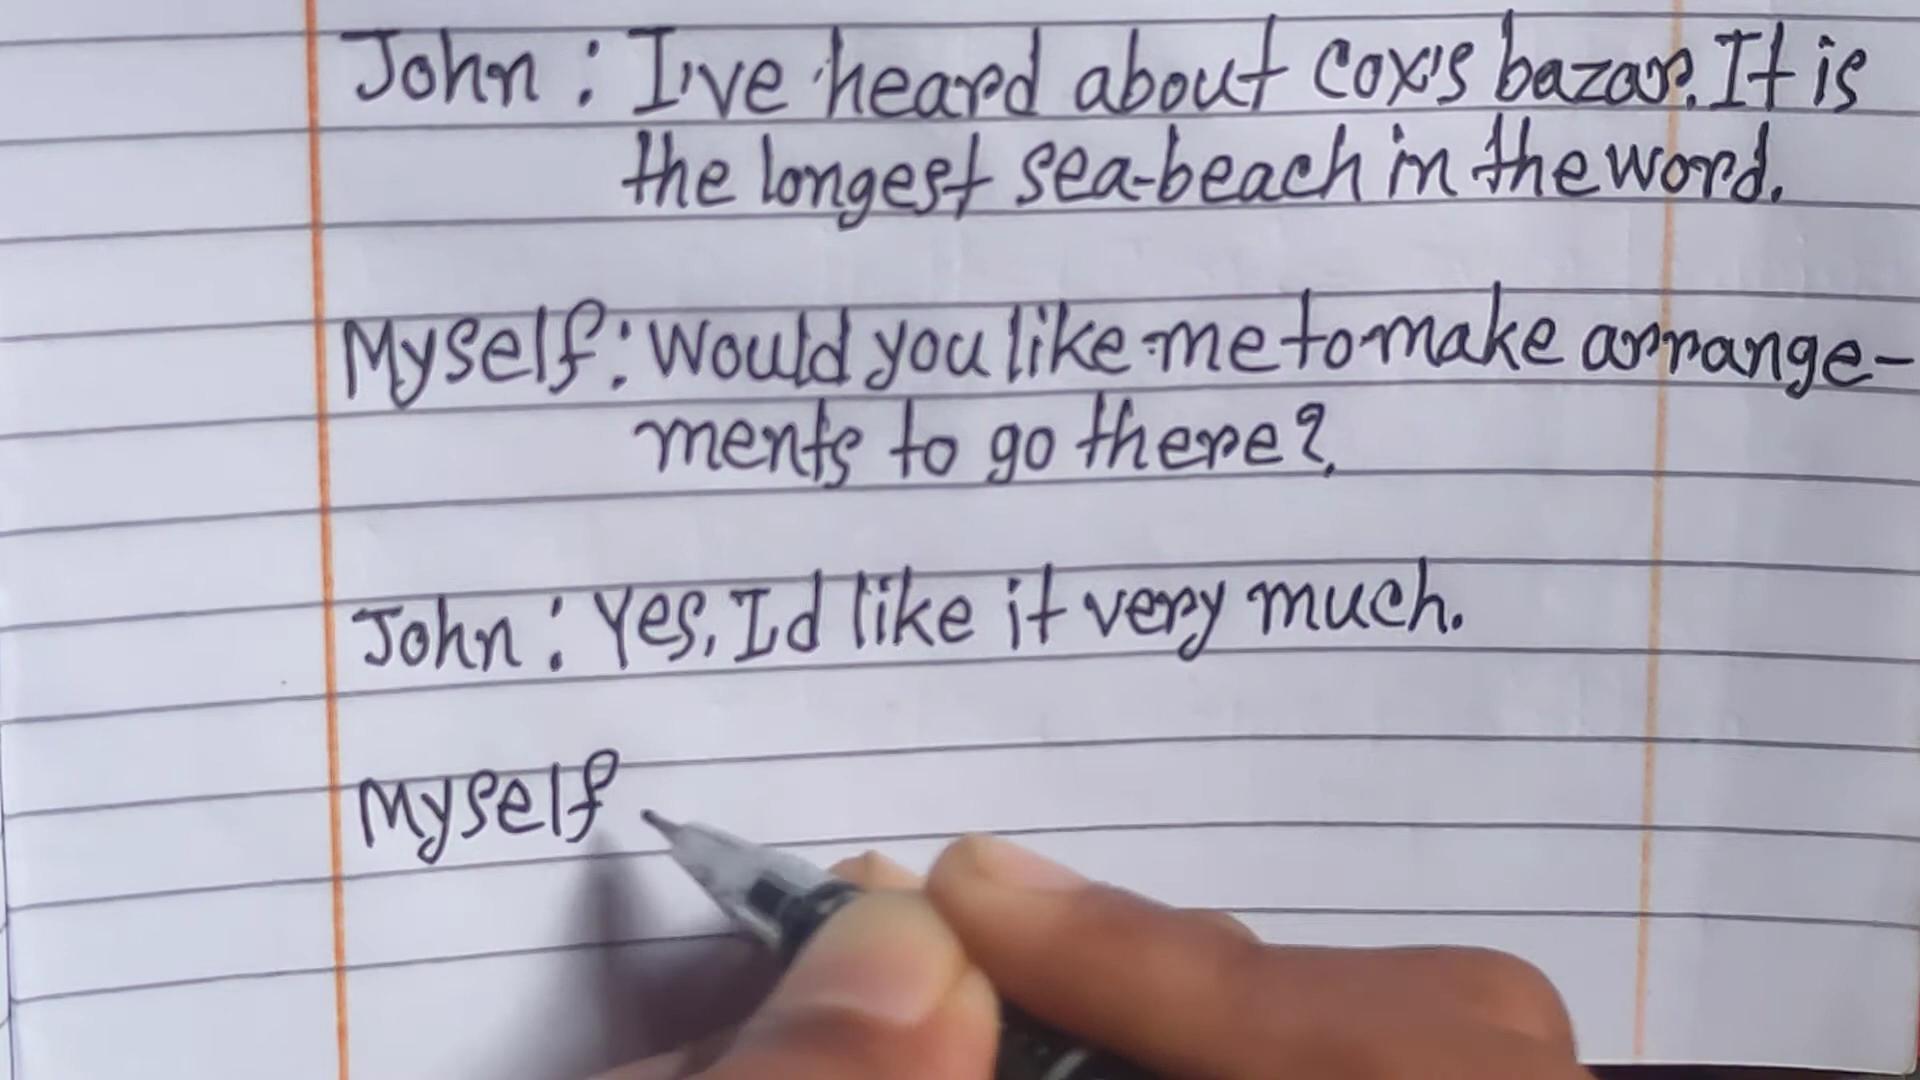 John : I've heard about Cox's bazar. It is
the longest sea-beach in the word.
Myself : Would you like me to make arrange-
ments to go there?
John : Yes, Id like it very much.
Myself